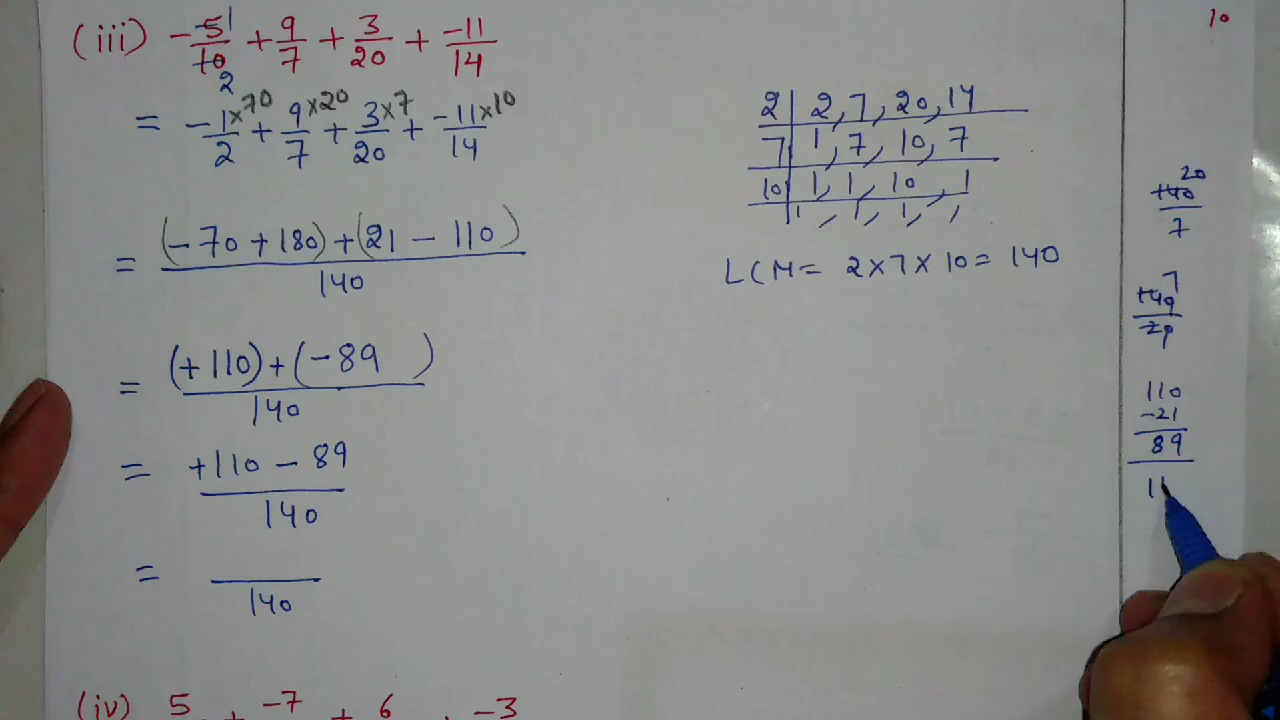 10
(iii) -5/10 + 9/7 + 3/20 + -11/14
1
2
= -1×70/2 + 9×20/7 + 3×7/20 + -11×10/14
= (-70+180)+(21-110)/140
= (+110)+(-89)/140
= +110-89/140
= /140
(iv) 5 + -7 + 6 -3
2 | 2, 7, 20, 14
7 | 1, 7, 10, 7
10 | 1, 1, 10, 1
1, 1, 1, 1
LCM = 2×7×10 = 140
140/7 20
140/20 7
110
-21
89
11